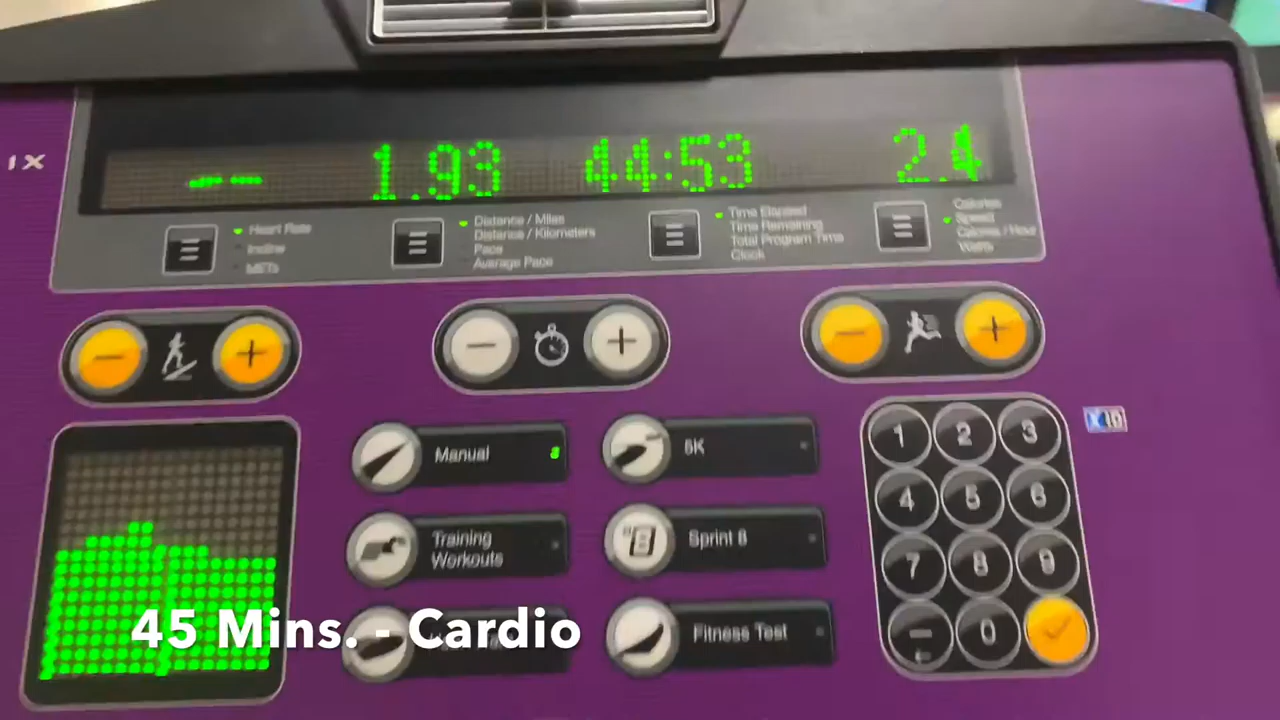 1X
-- 1.93 44:53 2.4
Heart Rate
Incline
METs
Distance / Miles
Distance / Kilometers
Pace
Average Pace
Time Elapsed
Time Remaining
Total Program Time
Clock
Calories
Speed
Calories / Hour
Watts
- + - + - +
Manual
5K
Training
Workouts
Sprint 8
Fitness Test
1 2 3
4 5 6
7 8 9
0
45 Mins. - Cardio